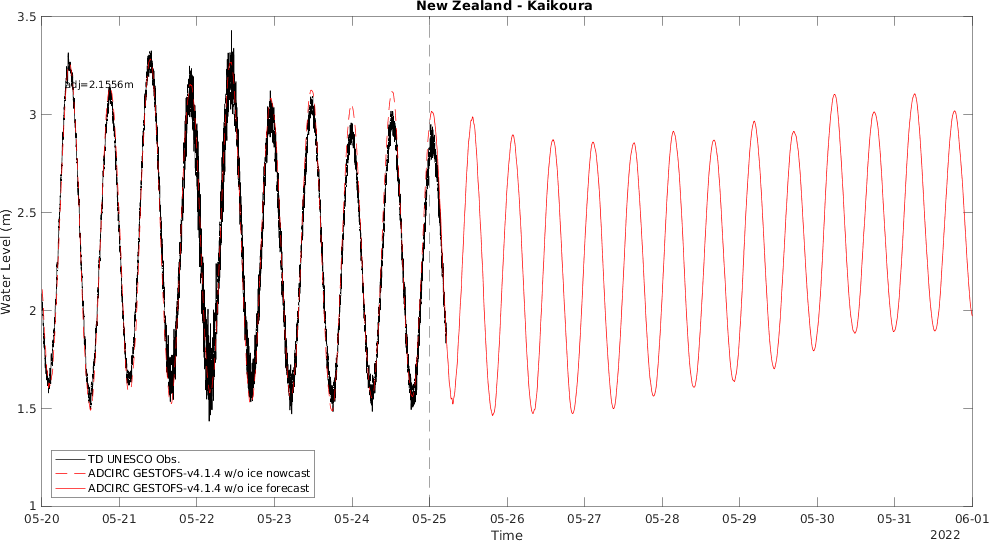 New Zealand - Kaikoura
3.5
3
2.5
2
1.5
1
Water Level (m)
adj=2.1556m
TD UNESCO Obs.
ADCIRC GESTOFS-v4.1.4 w/o ice nowcast
ADCIRC GESTOFS-v4.1.4 w/o ice forecast
05-20 05-21 05-22 05-23 05-24 05-25 05-26 05-27 05-28 05-29 05-30 05-31 06-01
Time
2022